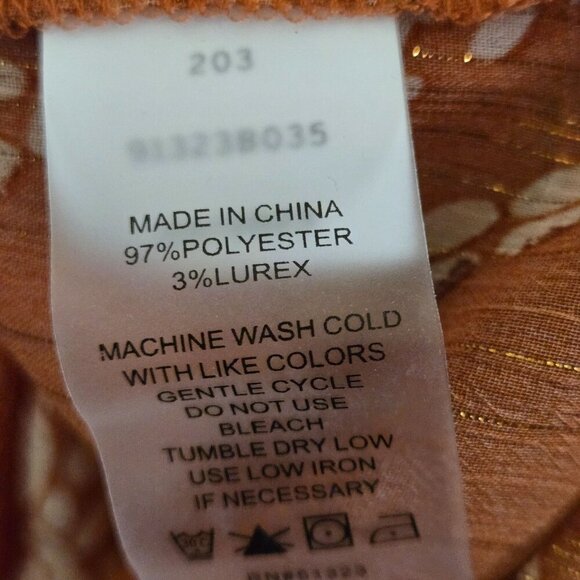 203
91323B035
MADE IN CHINA
97%POLYESTER
3%LUREX
MACHINE WASH COLD
WITH LIKE COLORS
GENTLE CYCLE
DO NOT USE
BLEACH
TUMBLE DRY LOW
USE LOW IRON
IF NECESSARY